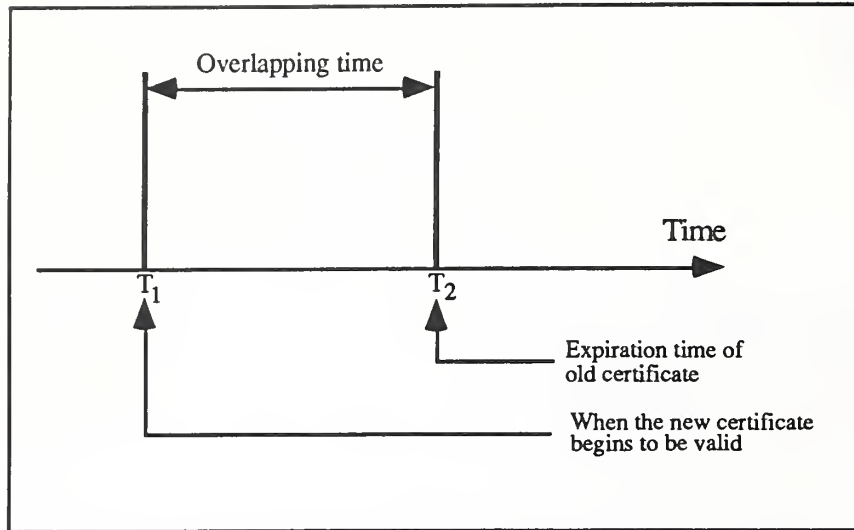 Overlapping time
Time
T1
T2
Expiration time of
old certificate
When the new certificate
begins to be valid